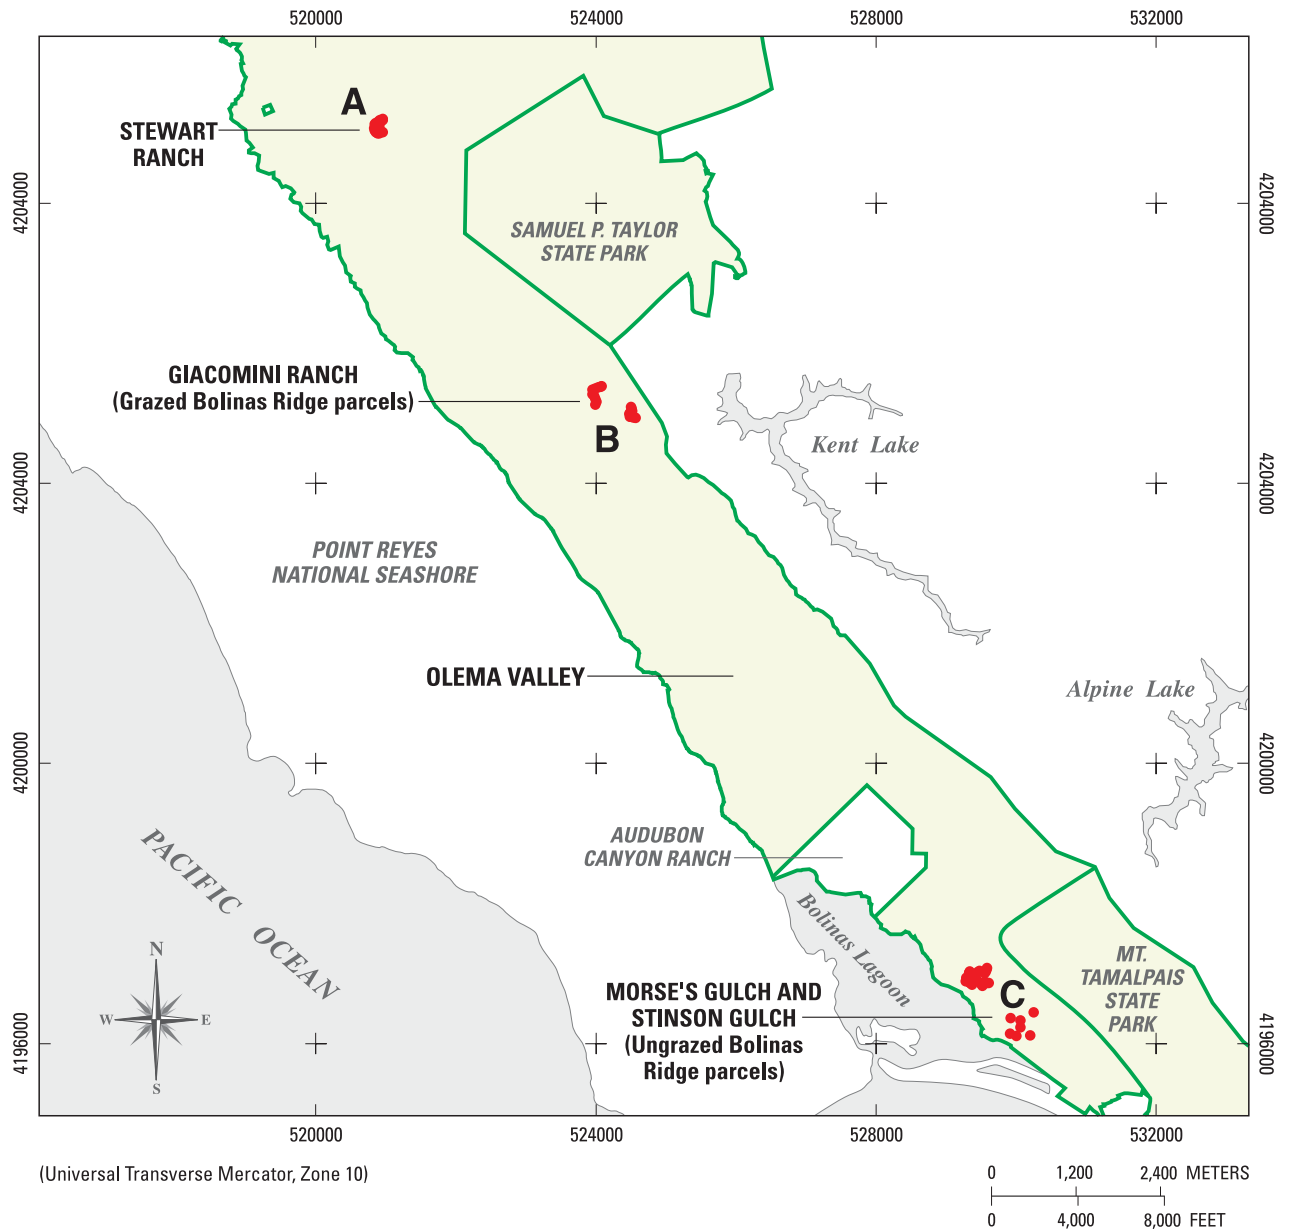 520000
524000
528000
532000
A
STEWART
RANCH
4204000
4204000
SAMUEL P. TAYLOR
STATE PARK
GIACOMINI RANCH
(Grazed Bolinas Ridge parcels)
B
Kent Lake
4204000
4204000
POINT REYES
NATIONAL SEASHORE
OLEMA VALLEY
Alpine Lake
4200000
4200000
AUDUBON
CANYON RANCH
PACIFIC OCEAN
Bolinas Lagoon
MT.
TAMALPAIS
STATE
PARK
N
W
E
S
MORSE'S GULCH AND
STINSON GULCH
(Ungrazed Bolinas
Ridge parcels)
C
4196000
4196000
520000
524000
528000
532000
(Universal Transverse Mercator, Zone 10)
0 1,200 2,400 METERS
0 4,000 8,000 FEET